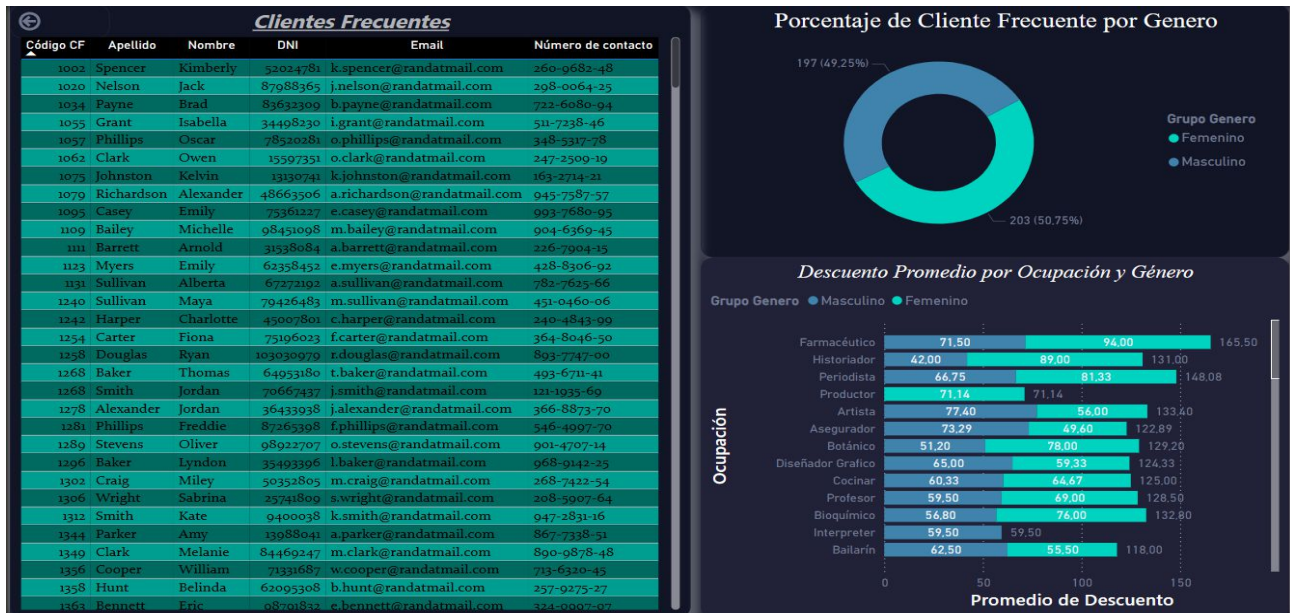 Clientes Frecuentes
Código CF Apellido Nombre DNI Email Número de contacto
1002 Spencer Kimberly 52024781 k.spencer@randatmail.com 260-9682-48
1020 Nelson Jack 87988365 j.nelson@randatmail.com 298-0064-25
1034 Payne Brad 83632309 b.payne@randatmail.com 722-6080-94
1055 Grant Isabella 34498230 i.grant@randatmail.com 511-7238-46
1057 Phillips Oscar 78520281 o.phillips@randatmail.com 348-5317-78
1062 Clark Owen 15597351 o.clark@randatmail.com 247-2509-19
1075 Johnston Kelvin 13130741 k.johnston@randatmail.com 163-2714-21
1079 Richardson Alexander 48663506 a.richardson@randatmail.com 945-7587-57
1095 Casey Emily 75361227 e.casey@randatmail.com 993-7680-95
1109 Bailey Michelle 98451098 m.bailey@randatmail.com 904-6369-45
1111 Barrett Arnold 31538084 a.barrett@randatmail.com 226-7904-15
1123 Myers Emily 62358452 e.myers@randatmail.com 428-8306-92
1131 Sullivan Alberta 67272192 a.sullivan@randatmail.com 782-7625-66
1240 Sullivan Maya 79426483 m.sullivan@randatmail.com 451-0460-06
1242 Harper Charlotte 45007801 c.harper@randatmail.com 240-4843-99
1254 Carter Fiona 75196023 f.carter@randatmail.com 364-8046-50
1258 Douglas Ryan 103030979 r.douglas@randatmail.com 893-7747-00
1268 Baker Thomas 64953180 t.baker@randatmail.com 493-6711-41
1268 Smith Jordan 70667437 j.smith@randatmail.com 121-1935-69
1278 Alexander Jordan 36433938 j.alexander@randatmail.com 366-8873-70
1281 Phillips Freddie 87265398 f.phillips@randatmail.com 546-4997-70
1289 Stevens Oliver 98922707 o.stevens@randatmail.com 901-4707-14
1296 Baker Lyndon 35493396 l.baker@randatmail.com 968-9142-25
1302 Craig Miley 50352805 m.craig@randatmail.com 268-7422-54
1306 Wright Sabrina 25741809 s.wright@randatmail.com 208-5907-64
1312 Smith Kate 9400038 k.smith@randatmail.com 947-2831-16
1344 Parker Amy 13988041 a.parker@randatmail.com 867-7338-51
1349 Clark Melanie 84469247 m.clark@randatmail.com 890-9878-48
1356 Cooper William 71331687 w.cooper@randatmail.com 713-6320-45
1358 Hunt Belinda 62095308 b.hunt@randatmail.com 257-9275-27
1363 Bennett Eric e.bennett@randatmail.com
Porcentaje de Cliente Frecuente por Genero
197 (49,25%)
203 (50,75%)
Grupo Genero
Femenino
Masculino
Descuento Promedio por Ocupación y Género
Grupo Genero Masculino Femenino
Ocupación
Farmacéutico 71,50 94,00 165,50
Historiador 42,00 89,00 131,00
Periodista 66,75 81,33 148,08
Productor 71,14 71,14
Artista 77,40 56,00 133,40
Asegurador 73,29 49,60 122,89
Botánico 51,20 78,00 129,20
Diseñador Grafico 65,00 59,33 124,33
Cocinar 60,33 64,67 125,00
Profesor 59,50 69,00 128,50
Bioquímico 56,80 76,00 132,80
Interpreter 59,50 59,50
Bailarín 62,50 55,50 118,00
0 50 100 150
Promedio de Descuento